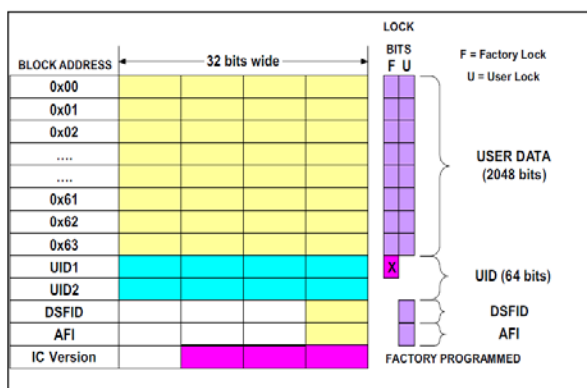 LOCK
BITS
F U
F = Factory Lock
U = User Lock
BLOCK ADDRESS
32 bits wide
0x00
0x01
0x02
....
....
0x61
0x62
0x63
UID1
UID2
DSFID
AFI
IC Version
X
USER DATA
(2048 bits)
UID (64 bits)
DSFID
AFI
FACTORY PROGRAMMED